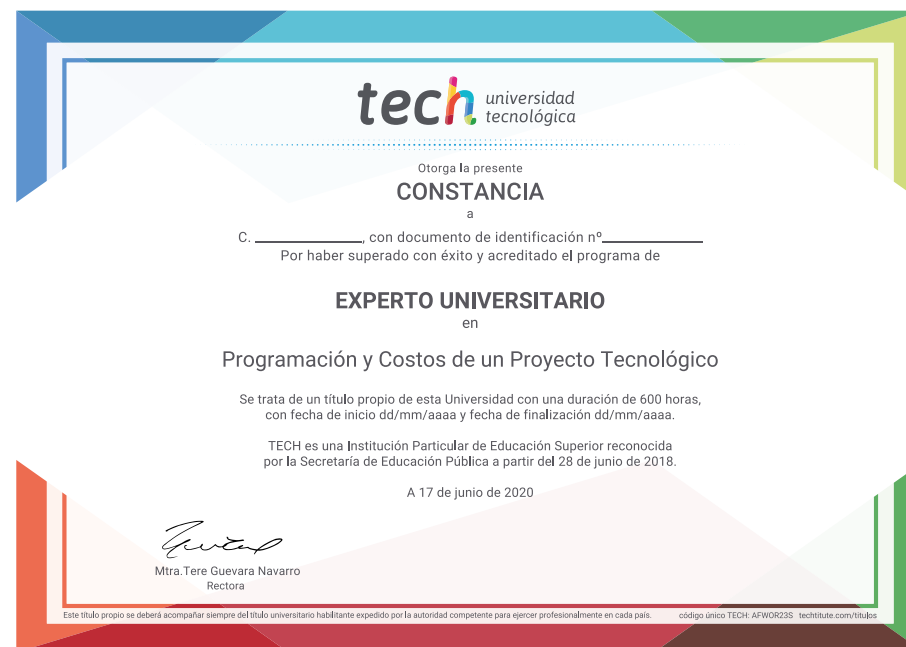 tech universidad
tecnológica
Otorga la presente
CONSTANCIA
a
C. ____________, con documento de identificación nº____________
Por haber superado con éxito y acreditado el programa de
EXPERTO UNIVERSITARIO
en
Programación y Costos de un Proyecto Tecnológico
Se trata de un título propio de esta Universidad con una duración de 600 horas,
con fecha de inicio dd/mm/aaaa y fecha de finalización dd/mm/aaaa.
TECH es una Institución Particular de Educación Superior reconocida
por la Secretaría de Educación Pública a partir del 28 de junio de 2018.
A 17 de junio de 2020
Mtra.Tere Guevara Navarro
Rectora
Este título propio se deberá acompañar siempre del título universitario habilitante expedido por la autoridad competente para ejercer profesionalmente en cada país. código único TECH: AFWOR23S techtitute.com/títulos